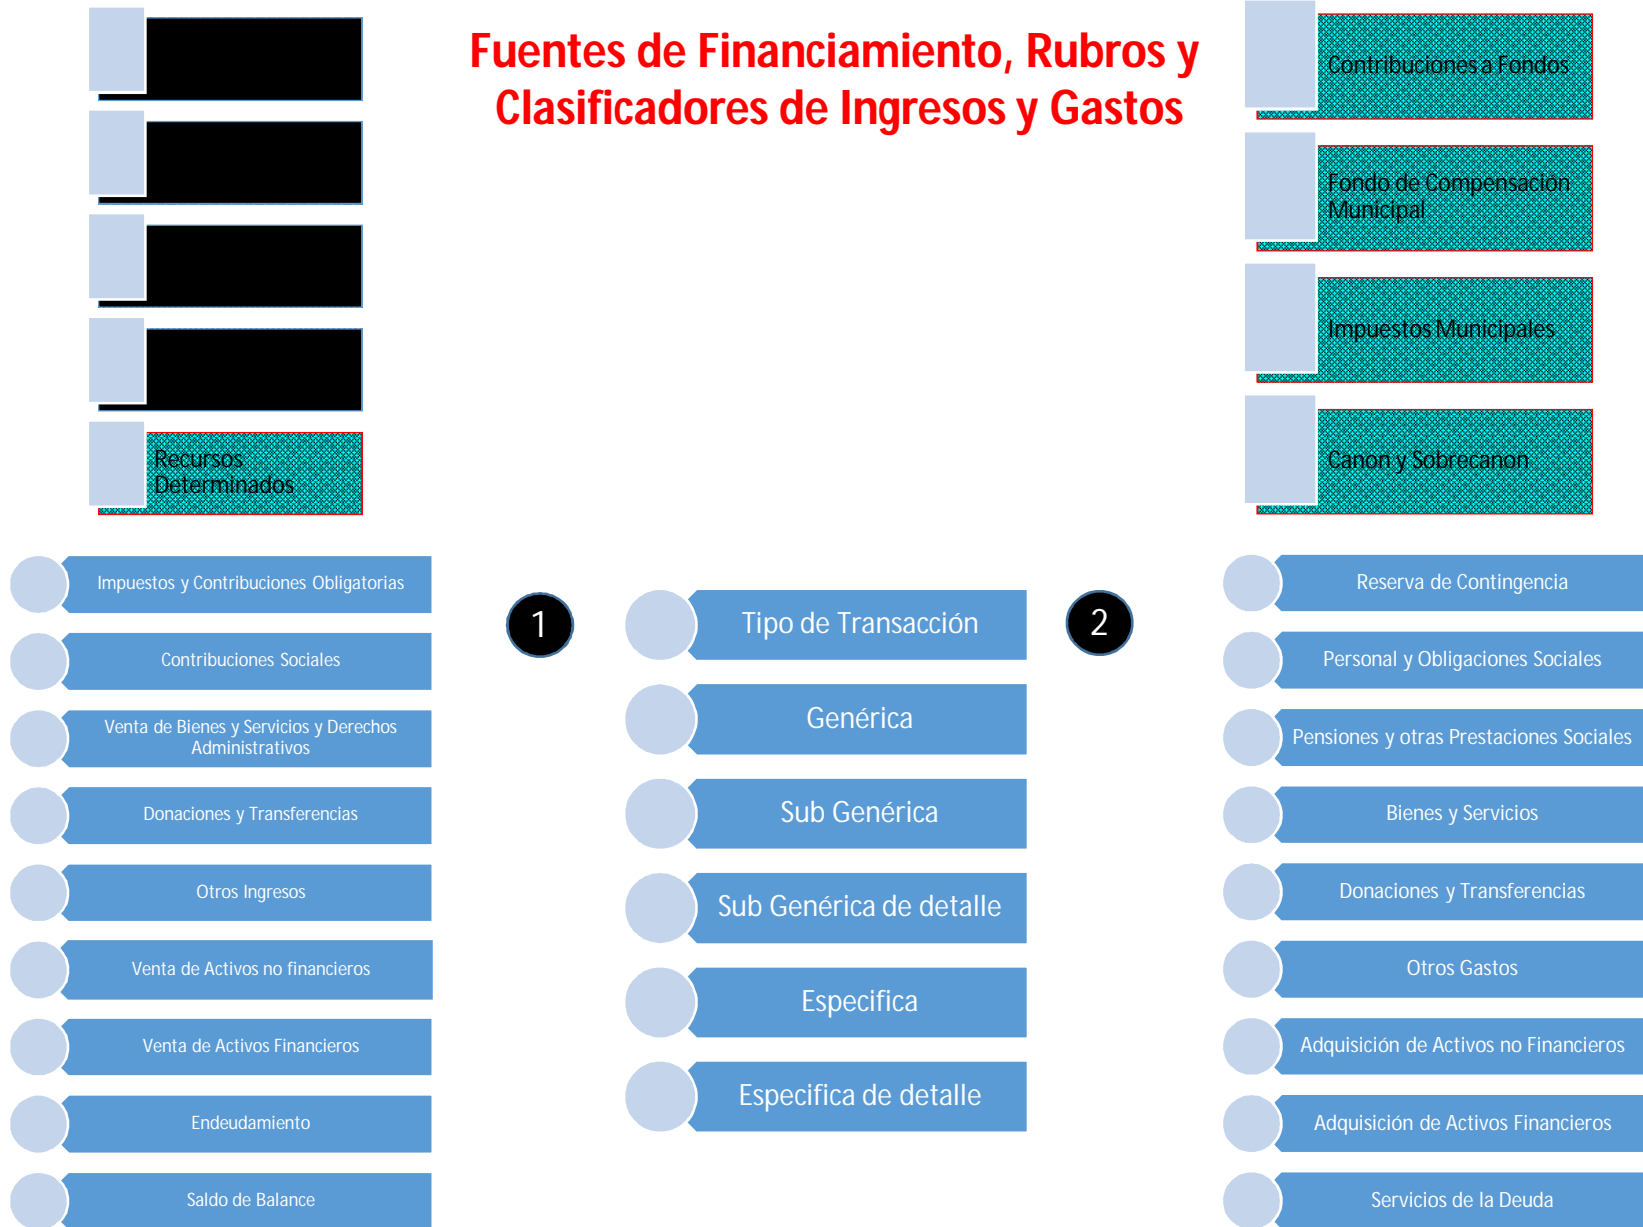 Fuentes de Financiamiento, Rubros y
Clasificadores de Ingresos y Gastos
Recursos
Determinados
Contribuciones a Fondos
Fondo de Compensación
Municipal
Impuestos Municipales
Canon y Sobrecanon
Impuestos y Contribuciones Obligatorias
Contribuciones Sociales
Venta de Bienes y Servicios y Derechos
Administrativos
Donaciones y Transferencias
Otros Ingresos
Venta de Activos no financieros
Venta de Activos Financieros
Endeudamiento
Saldo de Balance
1
Tipo de Transacción
Genérica
Sub Genérica
Sub Genérica de detalle
Especifica
Especifica de detalle
2
Reserva de Contingencia
Personal y Obligaciones Sociales
Pensiones y otras Prestaciones Sociales
Bienes y Servicios
Donaciones y Transferencias
Otros Gastos
Adquisición de Activos no Financieros
Adquisición de Activos Financieros
Servicios de la Deuda